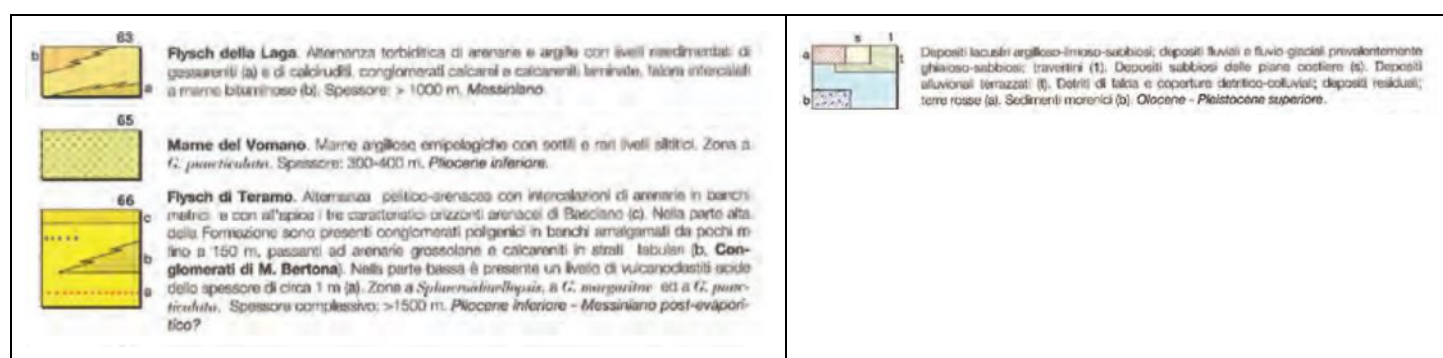 63
b
a
Flysch della Laga. Alternanza torbiditica di arenarie e argille con livelli risedimentati di
gessareniti (a) e di calciruditi, conglomerati calcarei e calcareniti laminate, talora intercalati
a marne bituminose (b). Spessore: > 1000 m. Messiniano.
65
Marne del Vomano. Marne argillose emipelagiche con sottili e rari livelli siltitici. Zona a
G. puncticulata. Spessore: 300-400 m. Pliocene inferiore.
66
c
b
a
Flysch di Teramo. Alternanza pelitico-arenacea con intercalazioni di arenarie in banchi
metrici e con all'apice i tre caratteristici orizzonti arenacei di Basciano (c). Nella parte alta
della Formazione sono presenti conglomerati poligenici in banchi amalgamati da pochi m
fino a 150 m, passanti ad arenarie grossolane e calcareniti in strati tabulari (b, Con-
glomerati di M. Bertona). Nella parte bassa è presente un livello di vulcanoclastiti acide
dello spessore di circa 1 m (a). Zona a Sphaeroidinellopsis, a G. margaritae ed a G. punc-
ticulata. Spessore complessivo: >1500 m. Pliocene inferiore - Messiniano post-evapori-
tico?
s 1
a
t
b
Depositi lacustri argilloso-limoso-sabbiosi; depositi fluviali e fluvio-glaciali prevalentemente
ghiaioso-sabbiosi; travertini (1). Depositi sabbiosi delle piane costiere (s). Depositi
alluvionali terrazzati (t). Detriti di falda e coperture detritico-colluviali; depositi residuali;
terre rosse (a). Sedimenti morenici (b). Olocene - Pleistocene superiore.